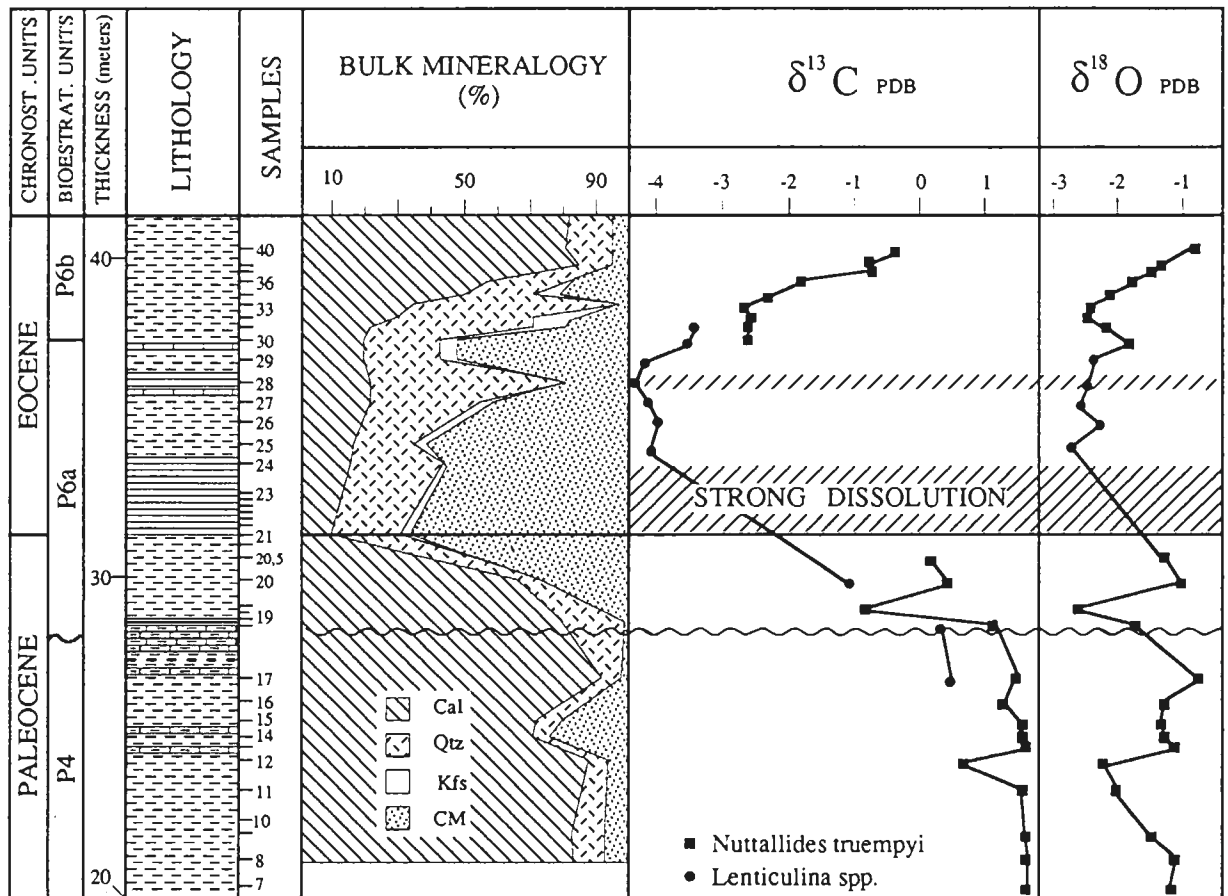 CHRONOST .UNITS
BIOESTRAT. UNITS
THICKNESS (meters)
LITHOLOGY
SAMPLES
BULK MINERALOGY
(%)
δ13C PDB
δ18O PDB
10 50 90
-4 -3 -2 -1 0 1
-3 -2 -1
EOCENE
PALEOCENE
P6b
P6a
P4
40
30
20
40
36
33
30
29
28
27
26
25
24
23
21
20,5
20
19
18
17
16
15
14
12
11
10
8
7
STRONG DISSOLUTION
Cal
Qtz
Kfs
CM
Nuttallides truempyi
Lenticulina spp.